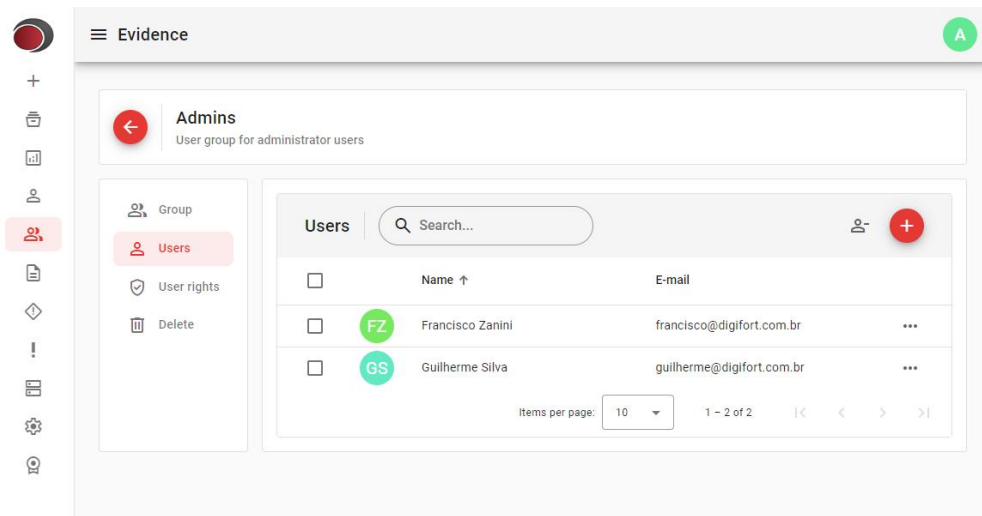 Evidence
A
Admins
User group for administrator users
Group
Users
User rights
Delete
Users
Search...
Name
E-mail
FZ
Francisco Zanini
francisco@digifort.com.br
GS
Guilherme Silva
guilherme@digifort.com.br
Items per page: 10 1 – 2 of 2